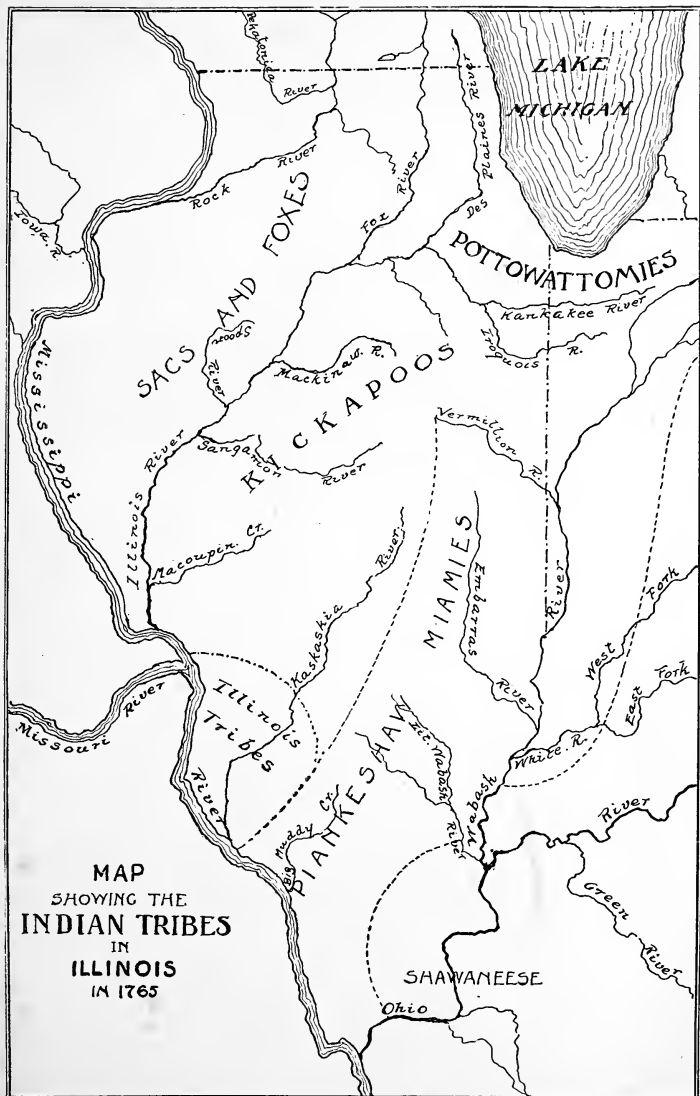 Pekatonica
River
LAKE
MICHIGAN
Des Plaines River
Rock River
Fox River
Iowa R.
SACS AND FOXES
POTTOWATTOMIES
Kankakee River
Iroquois R.
Spoon
River
Mackinaw R.
Mississippi
KICKAPOOS
Vermillion R.
Sangamon River
Illinois River
Macoupin Cr.
MIAMIES
Embarras
River
River
West Fork
East Fork
Kaskaskia River
Illinois
Tribes
Missouri River
River
PIANKESHAW
Little Wabash
River
White R.
Wabash
River
Big Muddy Cr.
Green River
MAP
SHOWING THE
INDIAN TRIBES
IN
ILLINOIS
IN 1765
SHAWANEESE
Ohio